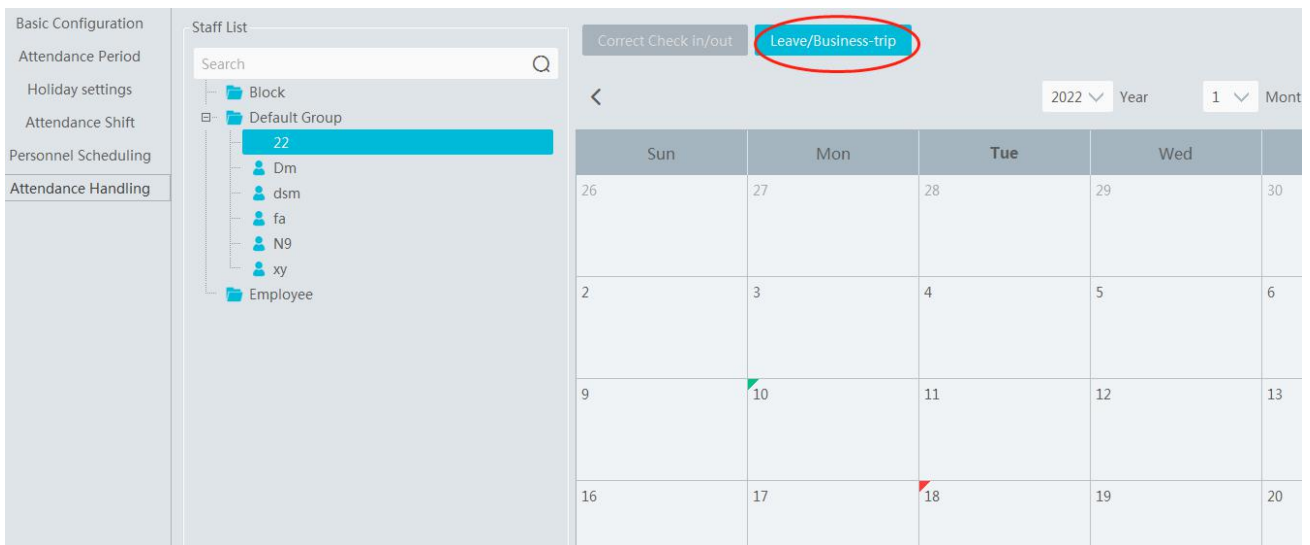 Basic Configuration
Attendance Period
Holiday settings
Attendance Shift
Personnel Scheduling
Attendance Handling
Staff List
Search
Block
Default Group
22
Dm
dsm
fa
N9
xy
Employee
Correct Check in/out
Leave/Business-trip
2022 Year 1 Mont
Sun Mon Tue Wed
26 27 28 29 30
2 3 4 5 6
9 10 11 12 13
16 17 18 19 20